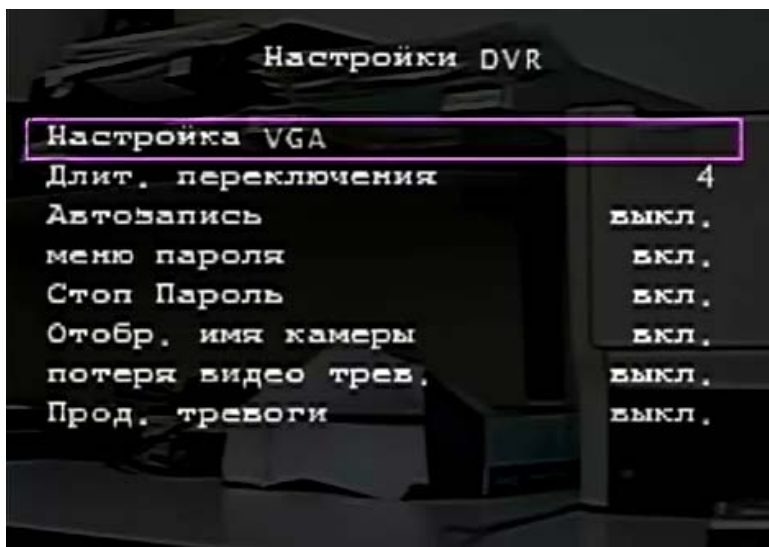 Настройки DVR
Настройка VGA
Длит. переключения 4
Автозапись выкл.
меню пароля вкл.
Стоп Пароль вкл.
Отобр. имя камеры вкл.
потеря видео трев. выкл.
Прод. тревоги выкл.